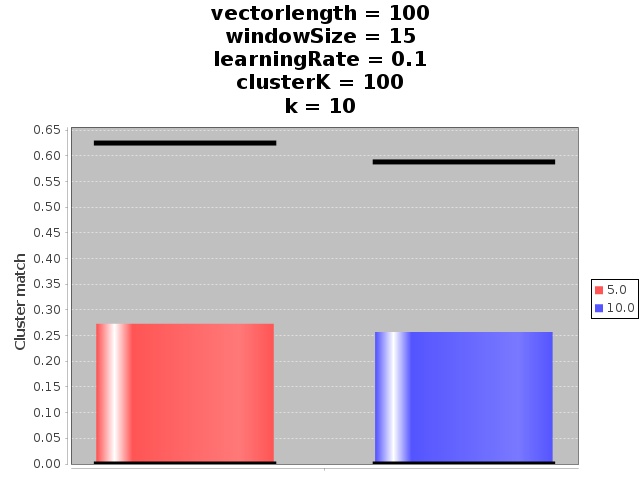 vectorlength = 100
windowSize = 15
learningRate = 0.1
clusterK = 100
k = 10
0.65
0.60
0.55
0.50
0.45
0.40
0.35
0.30
0.25
0.20
0.15
0.10
0.05
0.00
Cluster match
5.0
10.0